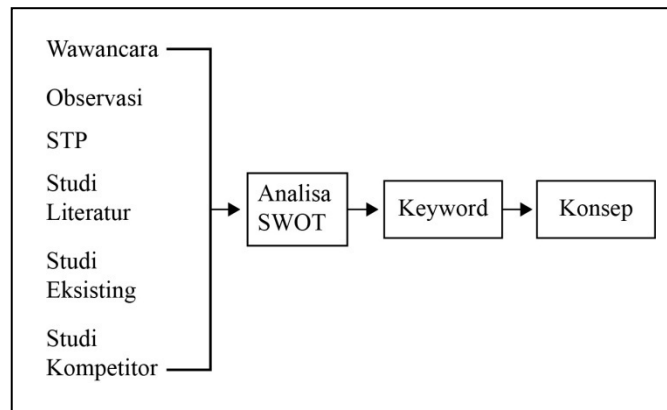 Wawancara
Observasi
STP
Studi
Literatur
Studi
Eksisting
Studi
Kompetitor
Analisa
SWOT
Keyword
Konsep